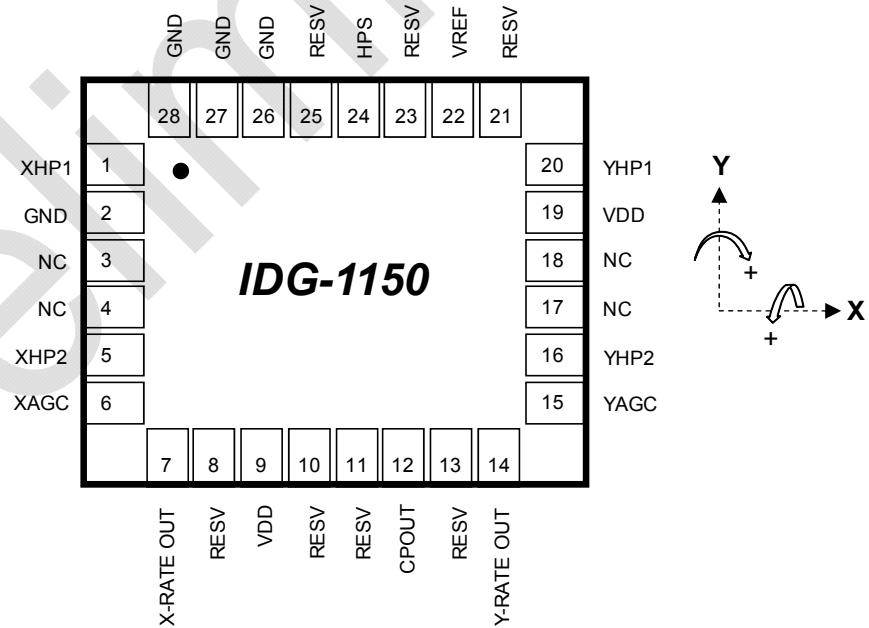 GND GND GND RESV HPS RESV VREF RESV
28 27 26 25 24 23 22 21
XHP1 1 20 YHP1
GND 2 19 VDD
NC 3 18 NC
NC 4 17 NC
XHP2 5 16 YHP2
XAGC 6 15 YAGC
IDG-1150
7 8 9 10 11 12 13 14
X-RATE OUT RESV VDD RESV RESV CPOUT RESV Y-RATE OUT
Y
+
X
+